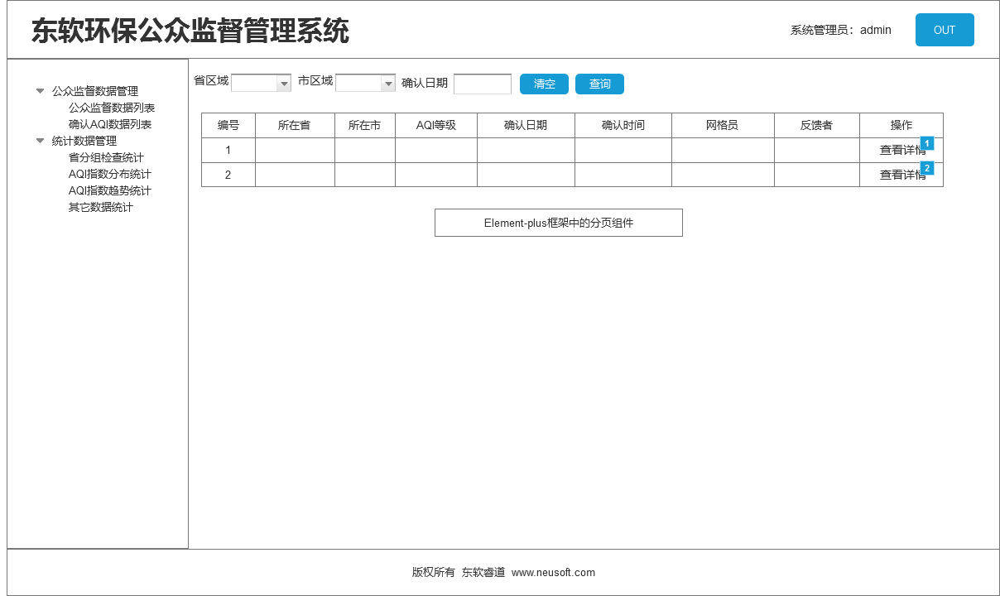 东软环保公众监督管理系统
系统管理员：admin
OUT
公众监督数据管理
公众监督数据列表
确认AQI数据列表
统计数据管理
省分组检查统计
AQI指数分布统计
AQI指数趋势统计
其它数据统计
省区域 市区域 确认日期 清空 查询
编号 所在省 所在市 AQI等级 确认日期 确认时间 网格员 反馈者 操作
1 查看详情 1
2 查看详情 2
Element-plus框架中的分页组件
版权所有 东软睿道 www.neusoft.com